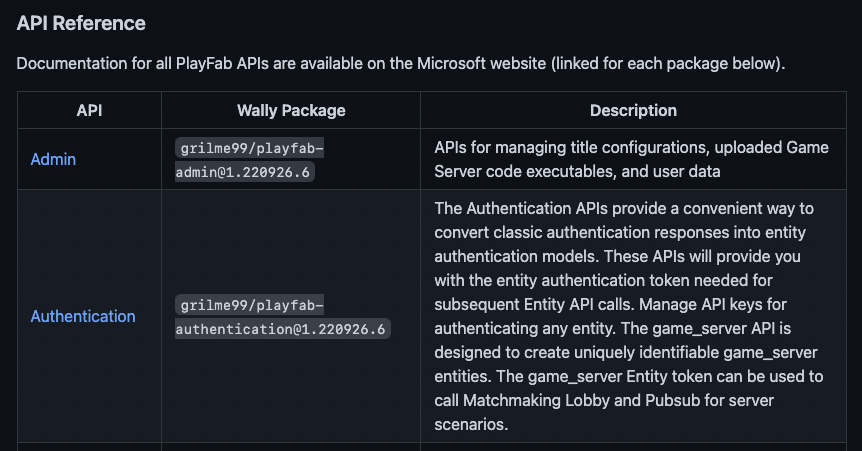 API Reference
Documentation for all PlayFab APIs are available on the Microsoft website (linked for each package below).
API
Wally Package
Description
Admin
grilme99/playfab-
admin@1.220926.6
APIs for managing title configurations, uploaded Game
Server code executables, and user data
Authentication
grilme99/playfab-
authentication@1.220926.6
The Authentication APIs provide a convenient way to
convert classic authentication responses into entity
authentication models. These APIs will provide you
with the entity authentication token needed for
subsequent Entity API calls. Manage API keys for
authenticating any entity. The game_server API is
designed to create uniquely identifiable game_server
entities. The game_server Entity token can be used to
call Matchmaking Lobby and Pubsub for server
scenarios.